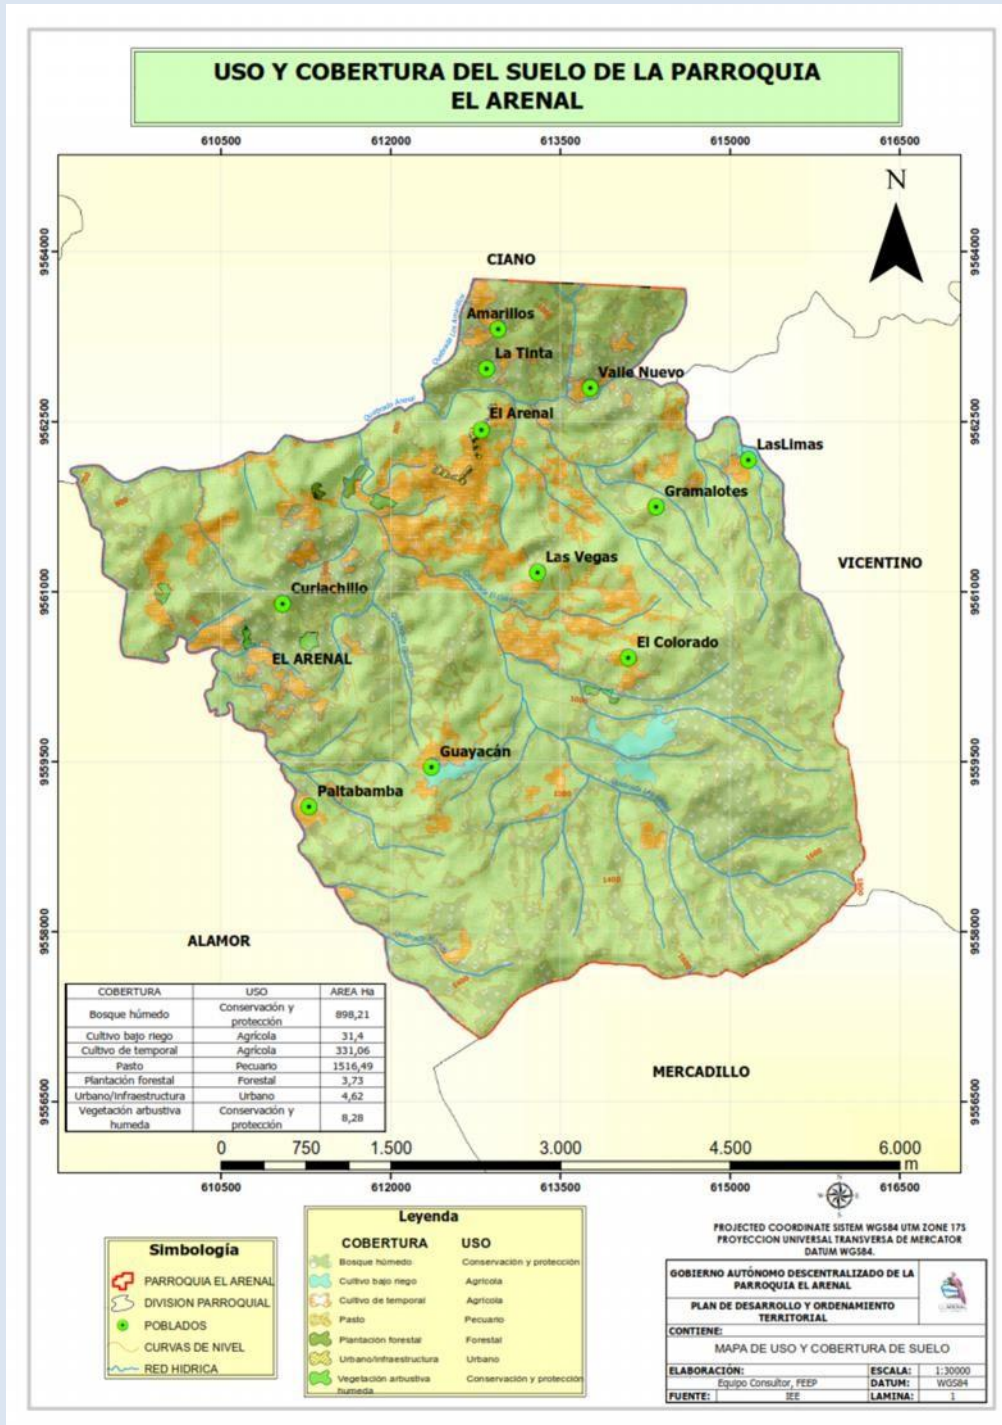 USO Y COBERTURA DEL SUELO DE LA PARROQUIA
EL ARENAL
610500 612000 613500 615000 616500
9564000 9564000
9562500 9562500
9561000 9561000
9559500 9559500
9558000 9558000
9556500 9556500
N
CIANO
Quebrada Los Amarillos
Amarillos
La Tinta
Valle Nuevo
Quebrada Arenal
El Arenal
LasLimas
Gramalotes
Las Vegas
VICENTINO
Curiachillo
El Colorado
EL ARENAL
Guayacán
Paltabamba
1400
1600
ALAMOR
MERCADILLO
COBERTURA USO AREA Ha
Bosque húmedo Conservación y protección 898,21
Cultivo bajo riego Agrícola 31,4
Cultivo de temporal Agrícola 331,06
Pasto Pecuario 1516,49
Plantación forestal Forestal 3,73
Urbano/Infraestructura Urbano 4,62
Vegetación arbustiva humeda Conservación y protección 8,28
0 750 1.500 3.000 4.500 6.000
m
610500 612000 613500 615000 616500
PROJECTED COORDINATE SISTEM WGS84 UTM ZONE 17S
PROYECCION UNIVERSAL TRANSVERSA DE MERCATOR
DATUM WGS84.
Simbología
PARROQUIA EL ARENAL
DIVISION PARROQUIAL
POBLADOS
CURVAS DE NIVEL
RED HIDRICA
Leyenda
COBERTURA USO
Bosque húmedo Conservación y protección
Cultivo bajo riego Agrícola
Cultivo de temporal Agrícola
Pasto Pecuario
Plantación forestal Forestal
Urbano/Infraestructura Urbano
Vegetación arbustiva humeda Conservación y protección
GOBIERNO AUTÓNOMO DESCENTRALIZADO DE LA
PARROQUIA EL ARENAL
PLAN DE DESARROLLO Y ORDENAMIENTO
TERRITORIAL
CONTIENE:
MAPA DE USO Y COBERTURA DE SUELO
ELABORACIÓN: ESCALA: 1:30000
Equipo Consultor, FEEP DATUM: WGS84
FUENTE: IEE LAMINA: 1